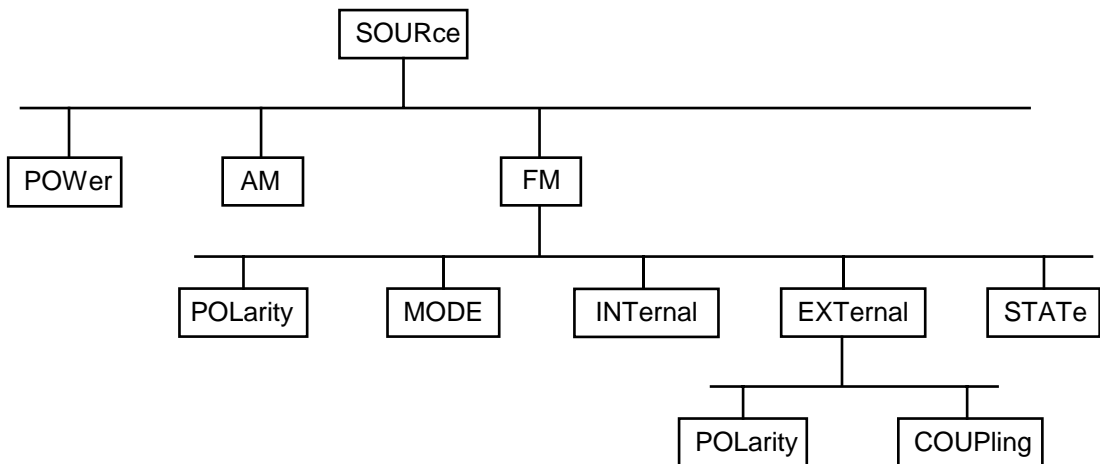 SOURce
POWer AM FM
POLarity MODE INTernal EXTernal STATe
POLarity COUPling